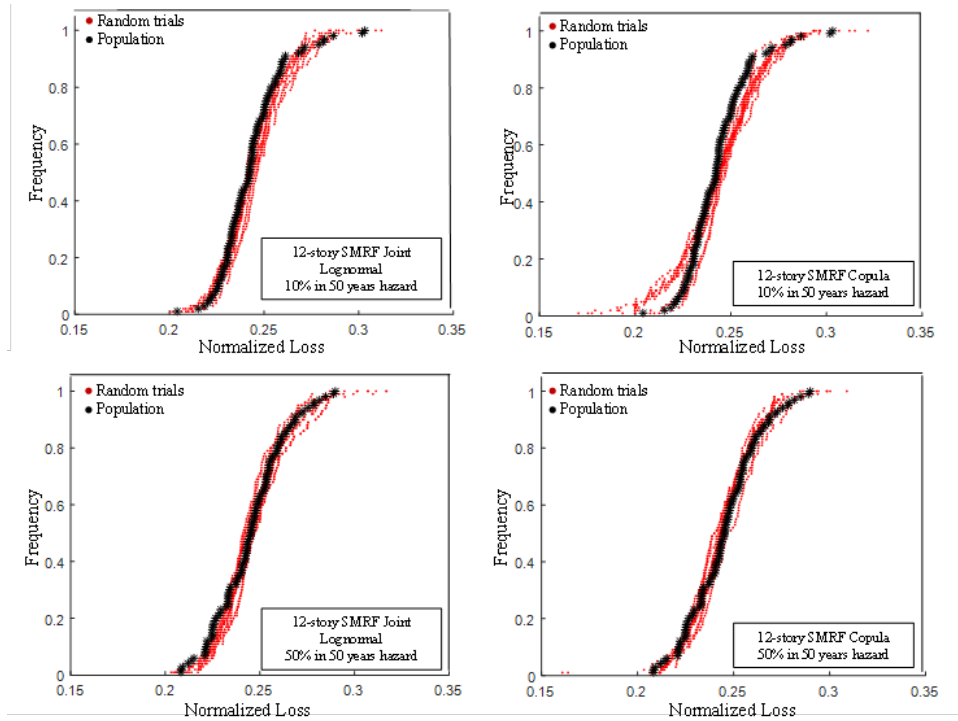 Random trials
Population
1
0.8
0.6
0.4
0.2
0
Frequency
12-story SMRF Joint
Lognormal
10% in 50 years hazard
0.15
0.2
0.25
0.3
0.35
Normalized Loss
Random trials
Population
1
0.8
0.6
0.4
0.2
0
Frequency
12-story SMRF Copula
10% in 50 years hazard
0.15
0.2
0.25
0.3
0.35
Normalized Loss
Random trials
Population
1
0.8
0.6
0.4
0.2
0
Frequency
12-story SMRF Joint
Lognormal
50% in 50 years hazard
0.15
0.2
0.25
0.3
0.35
Normalized Loss
Random trials
Population
1
0.8
0.6
0.4
0.2
0
Frequency
12-story SMRF Copula
50% in 50 years hazard
0.15
0.2
0.25
0.3
0.35
Normalized Loss